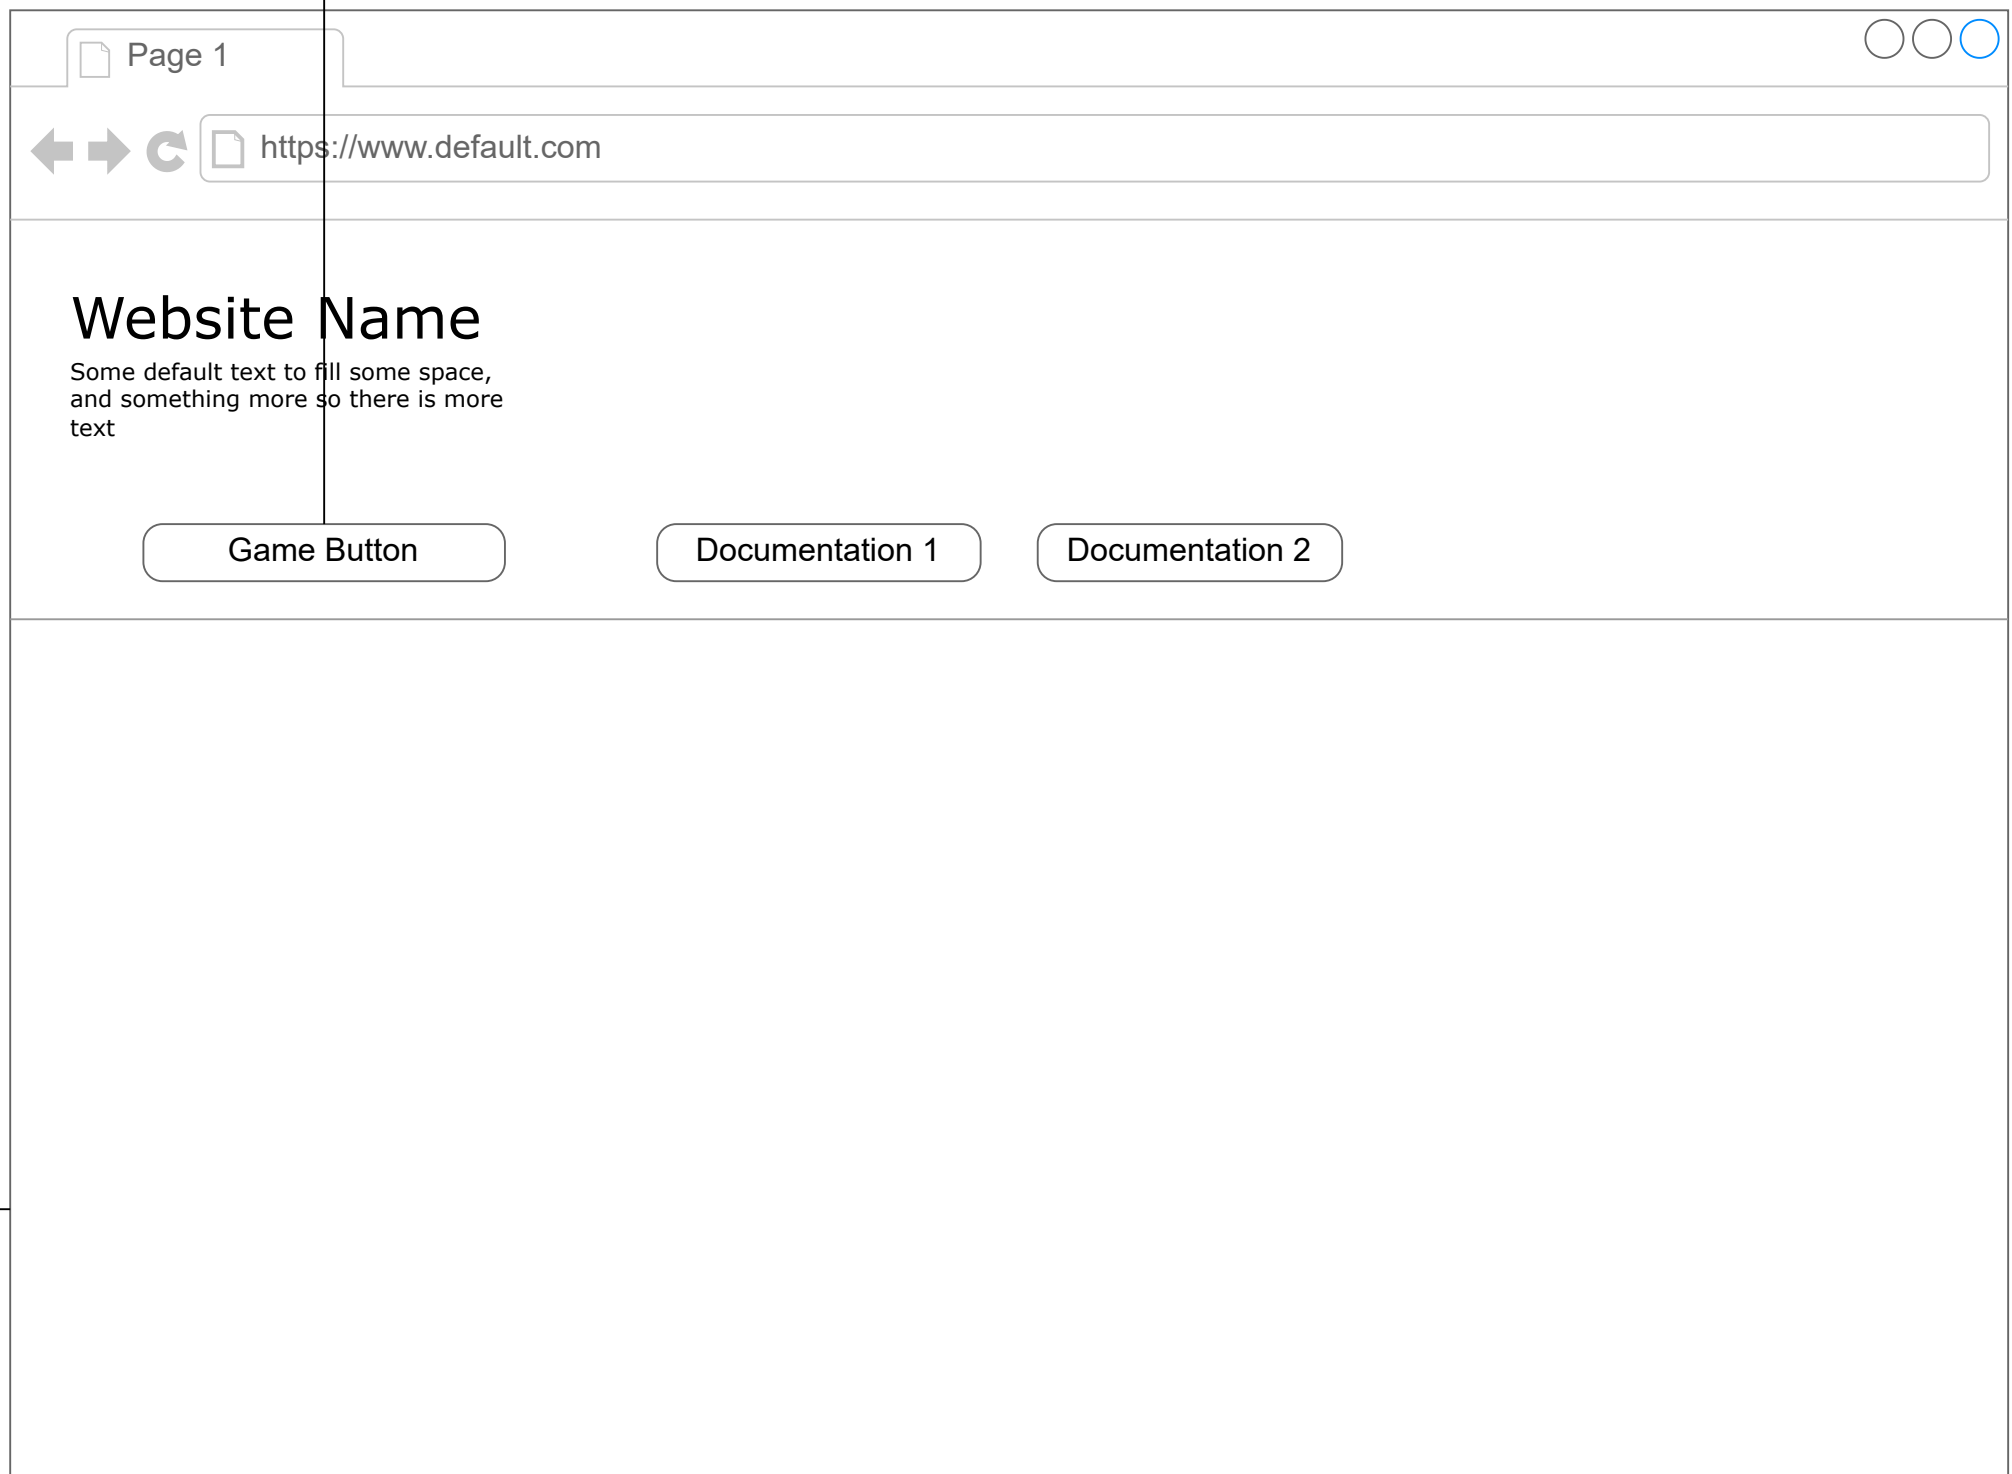 Page 1
https://www.default.com
Website Name
Some default text to fill some space,
and something more so there is more
text
Game Button
Documentation 1
Documentation 2